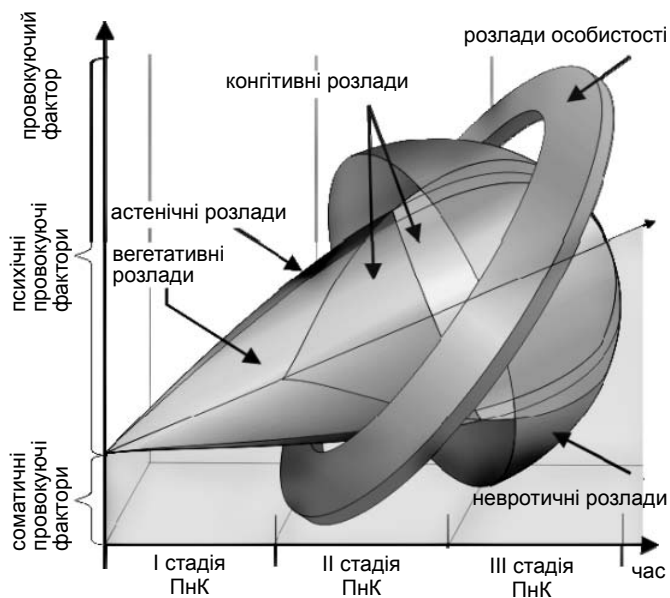 розлади особистості
провокуючий
фактор
конгітивні розлади
астенічні розлади
вегетативні
розлади
психічні
провокуючі
фактори
соматичні
провокуючі
фактори
невротичні розлади
I стадія
ПнК
II стадія
ПнК
III стадія
ПнК
час